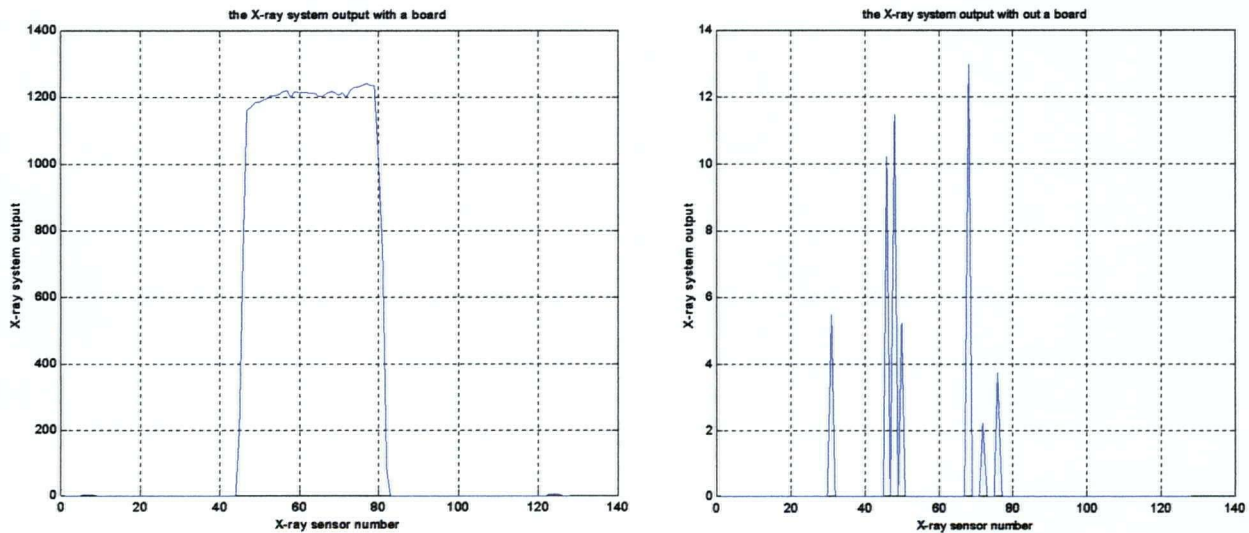 the X-ray system output with a board
1400
1200
1000
800
600
400
200
0
0 20 40 60 80 100 120 140
X-ray system output
X-ray sensor number
the X-ray system output with out a board
14
12
10
8
6
4
2
0
0 20 40 60 80 100 120 140
X-ray system output
X-ray sensor number